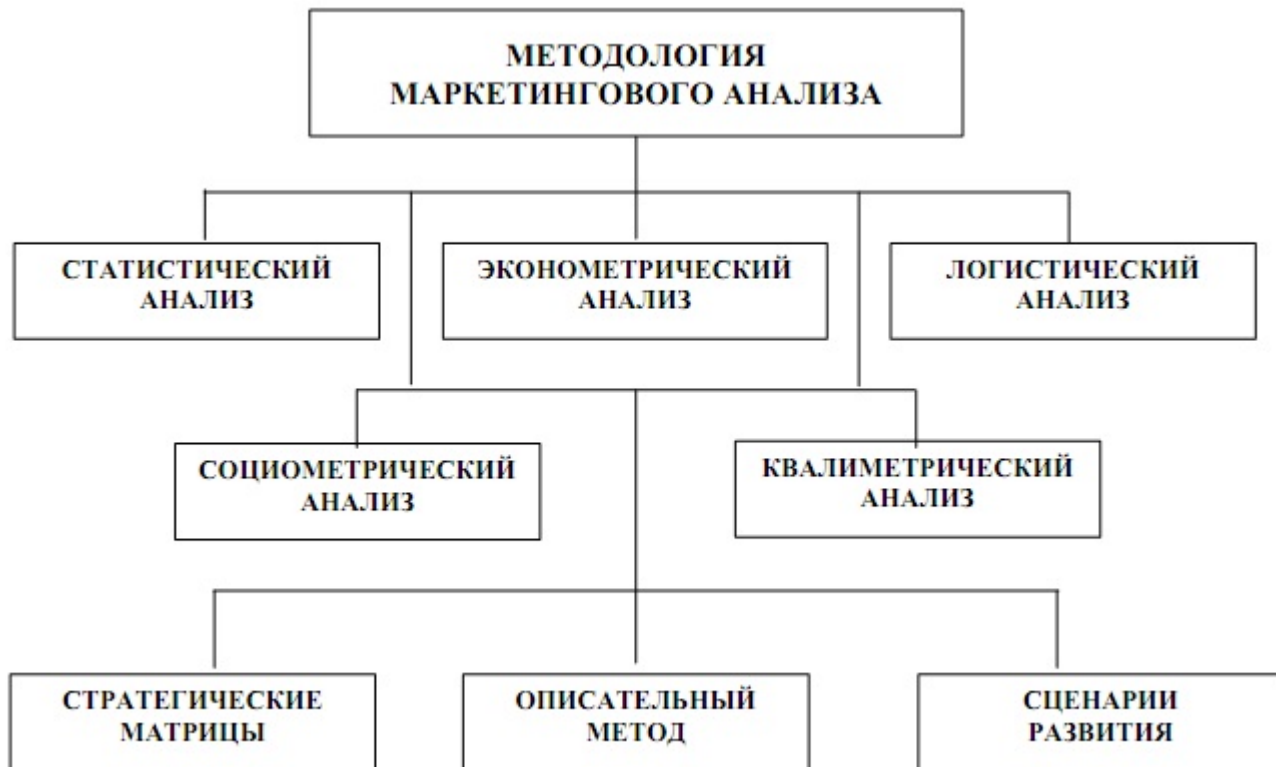 МЕТОДОЛОГИЯ
МАРКЕТИНГОВОГО АНАЛИЗА
СТАТИСТИЧЕСКИЙ
АНАЛИЗ
ЭКОНОМЕТРИЧЕСКИЙ
АНАЛИЗ
ЛОГИСТИЧЕСКИЙ
АНАЛИЗ
СОЦИОМЕТРИЧЕСКИЙ
АНАЛИЗ
КВАЛИМЕТРИЧЕСКИЙ
АНАЛИЗ
СТРАТЕГИЧЕСКИЕ
МАТРИЦЫ
ОПИСАТЕЛЬНЫЙ
МЕТОД
СЦЕНАРИИ
РАЗВИТИЯ